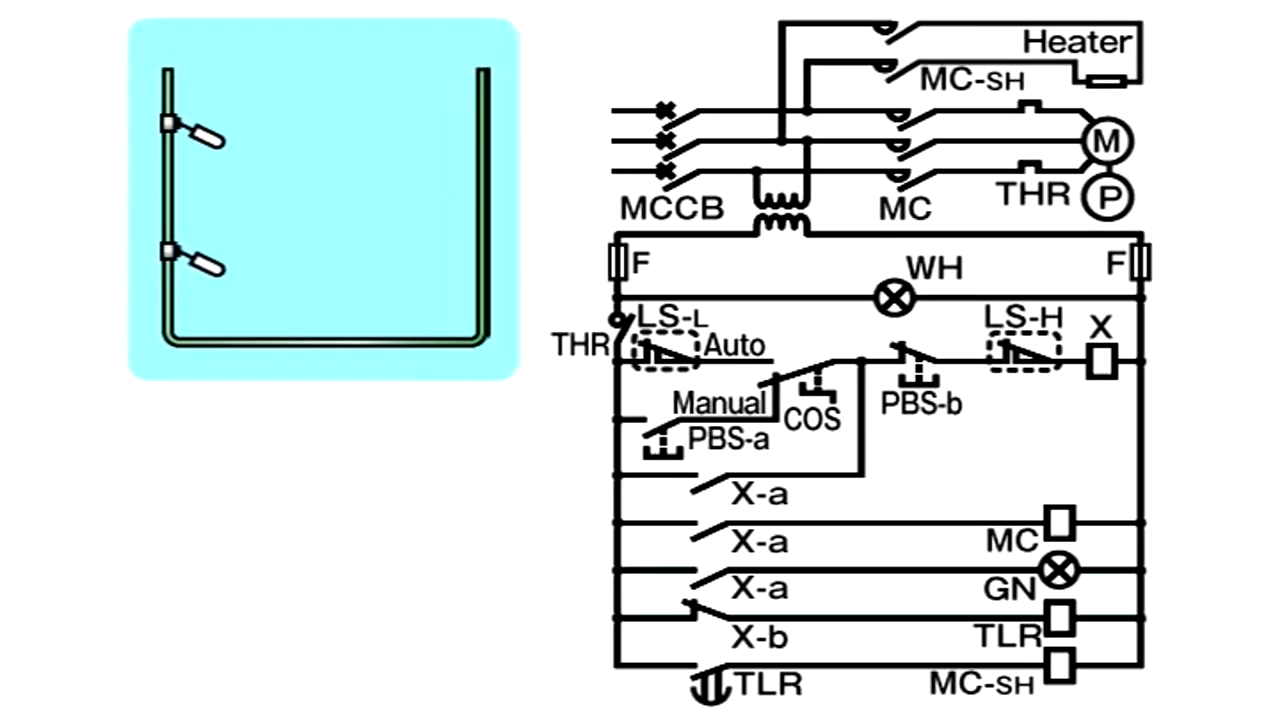 Heater
MC-SH
M
MCCB
MC
THR
P
F
F
WH
LS-L
LS-H
X
THR
Auto
Manual
COS
PBS-b
PBS-a
X-a
X-a
MC
X-a
GN
X-b
TLR
TLR
MC-SH